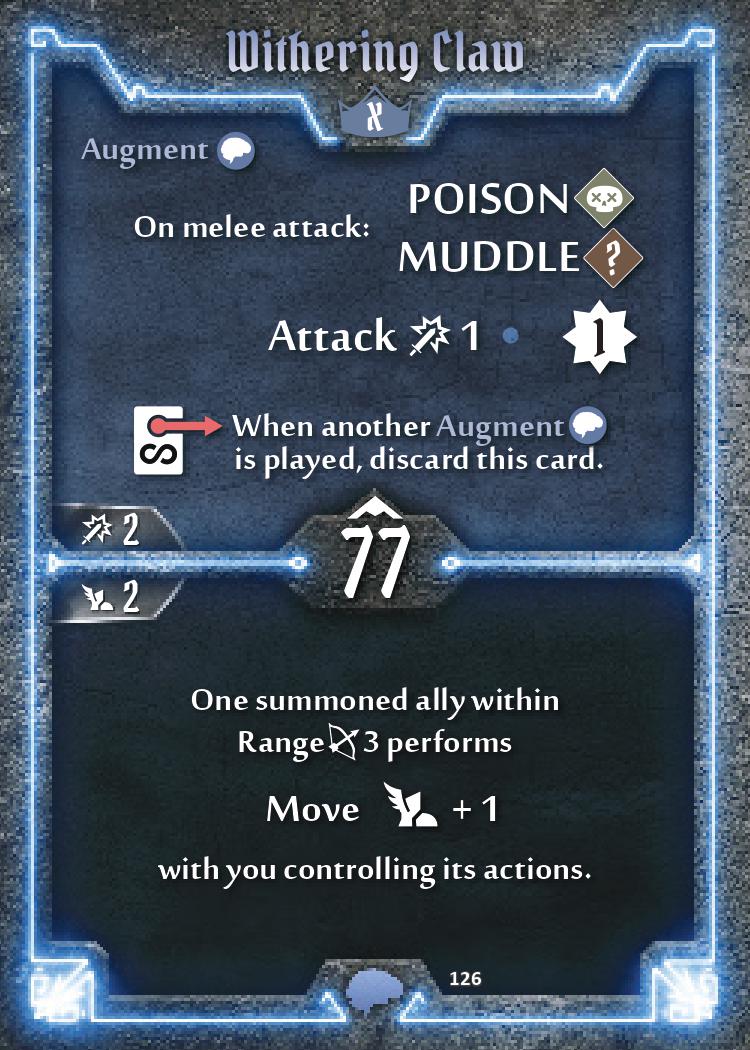 Withering Claw
X
Augment
On melee attack:
POISON
MUDDLE ?
Attack 1
1
When another Augment
is played, discard this card.
2
77
2
One summoned ally within
Range 3 performs
Move + 1
with you controlling its actions.
126